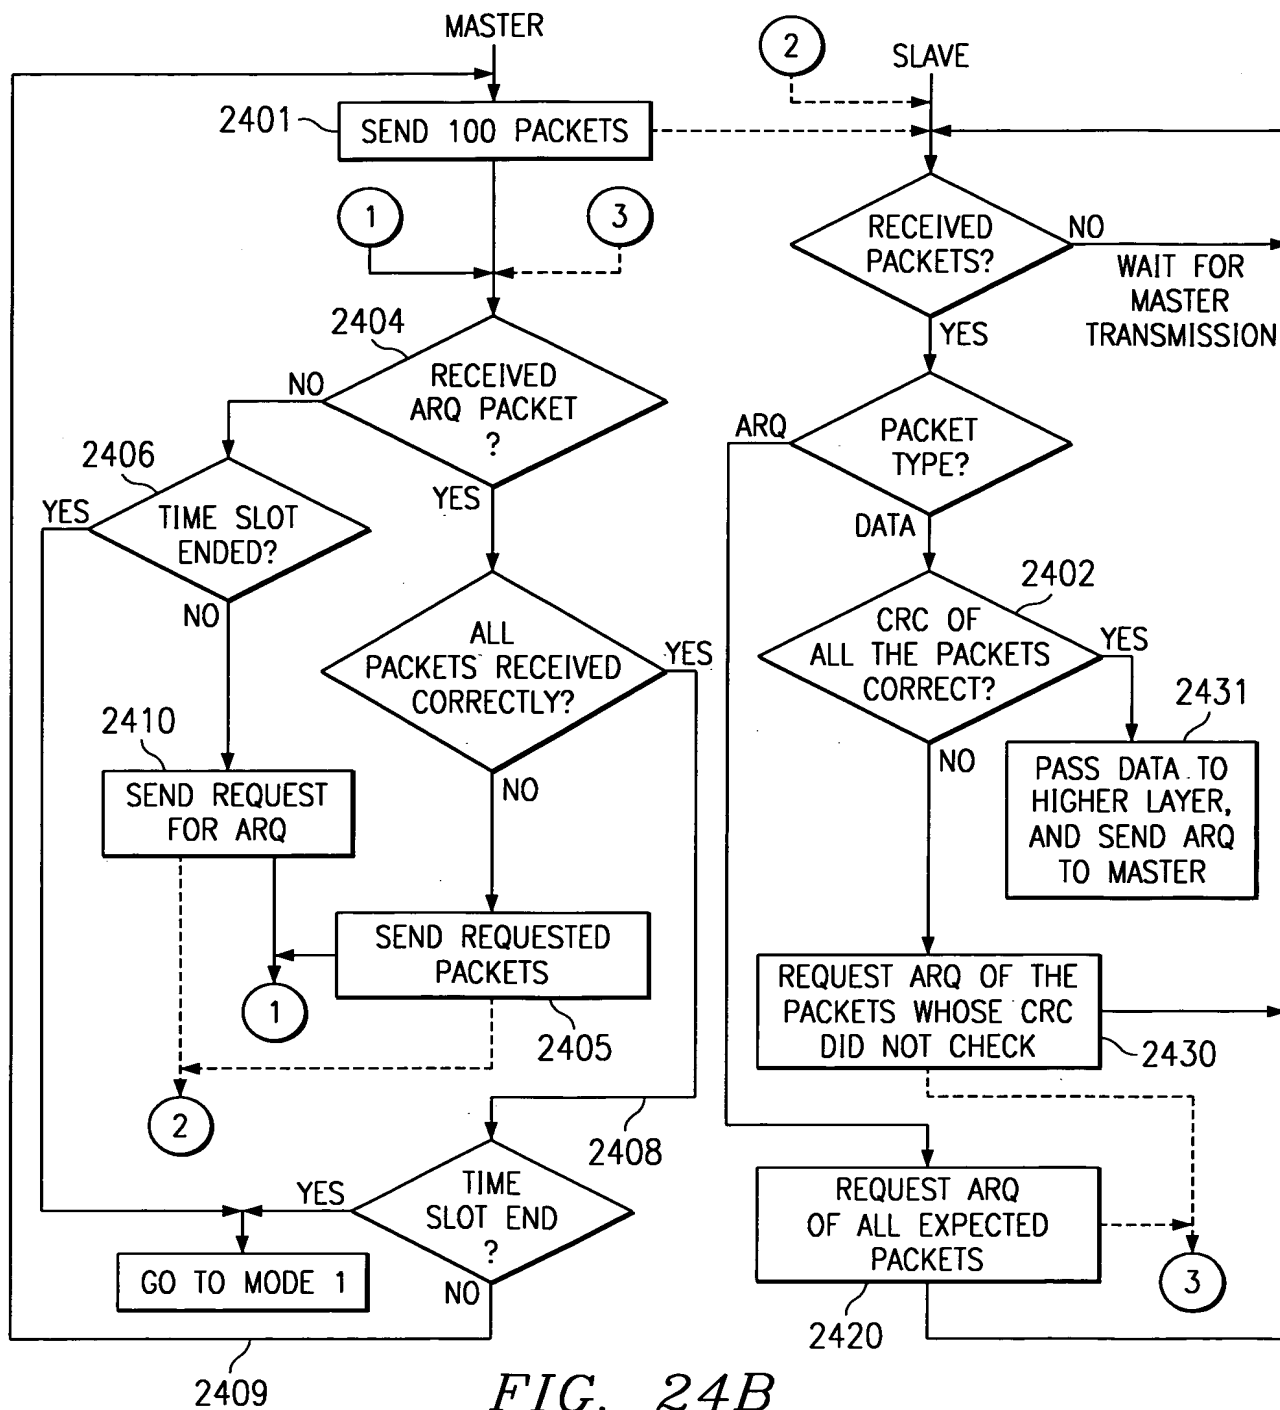 MASTER
2401
SEND 100 PACKETS
1
3
2404
RECEIVED
ARQ PACKET
?
NO
YES
2406
TIME SLOT
ENDED?
YES
NO
ALL
PACKETS RECEIVED
CORRECTLY?
YES
NO
2410
SEND REQUEST
FOR ARQ
SEND REQUESTED
PACKETS
2405
1
2
2408
TIME
SLOT END
?
YES
NO
GO TO MODE 1
2409
2
SLAVE
RECEIVED
PACKETS?
NO
WAIT FOR
MASTER
TRANSMISSION
YES
PACKET
TYPE?
ARQ
DATA
2402
CRC OF
ALL THE PACKETS
CORRECT?
YES
NO
2431
PASS DATA TO
HIGHER LAYER,
AND SEND ARQ
TO MASTER
REQUEST ARQ OF THE
PACKETS WHOSE CRC
DID NOT CHECK
2430
REQUEST ARQ
OF ALL EXPECTED
PACKETS
2420
3
FIG. 24B